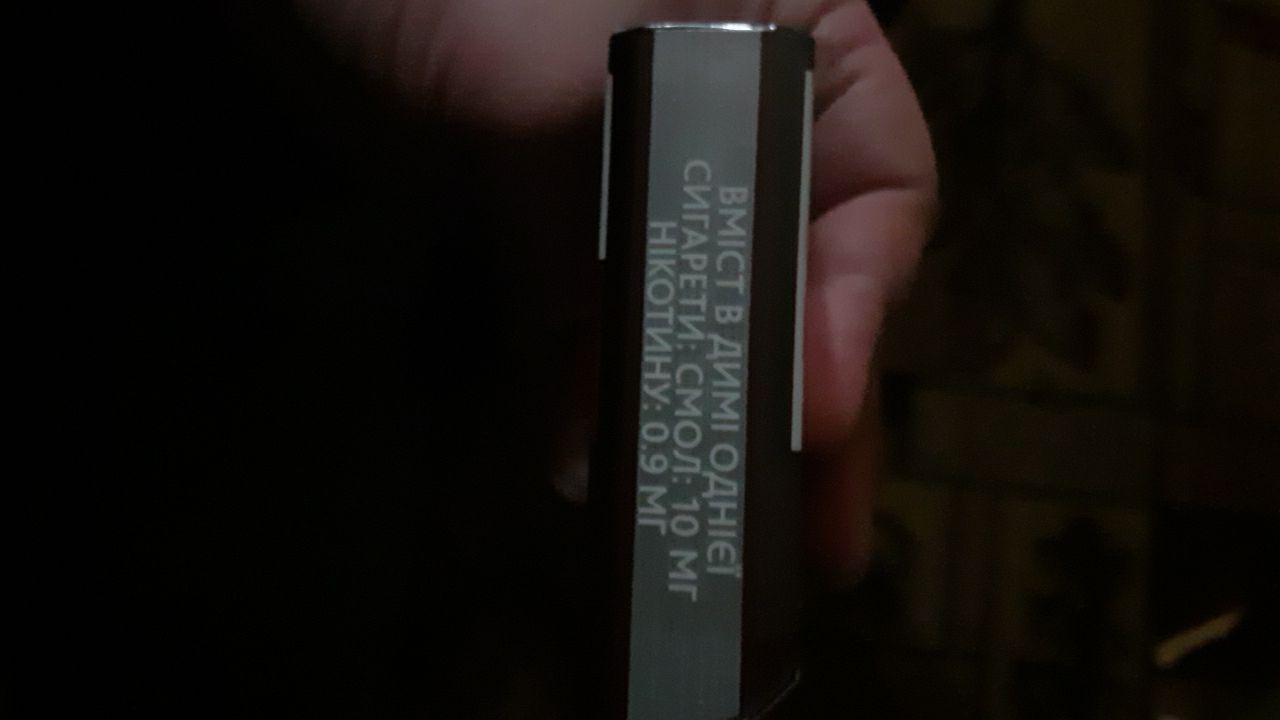 ВМІСТ В ДИМІ ОДНІЄЇ
СИГАРЕТИ: СМОЛ: 10 МГ
НІКОТИНУ: 0.9 МГ